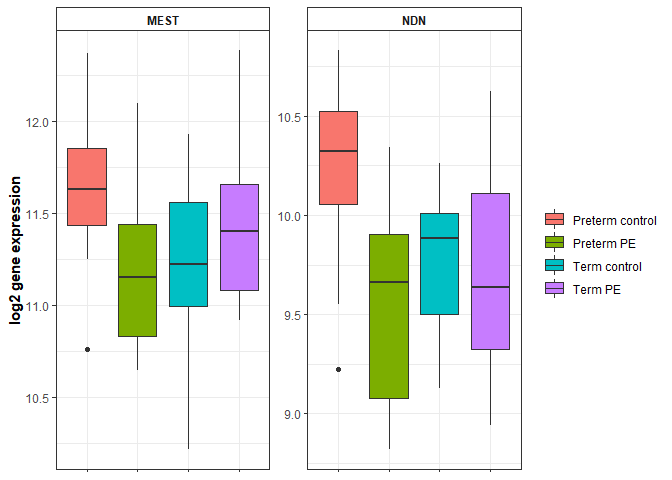 MEST
NDN
log2 gene expression
12.0
11.5
11.0
10.5
10.5
10.0
9.5
9.0
Preterm control
Preterm PE
Term control
Term PE